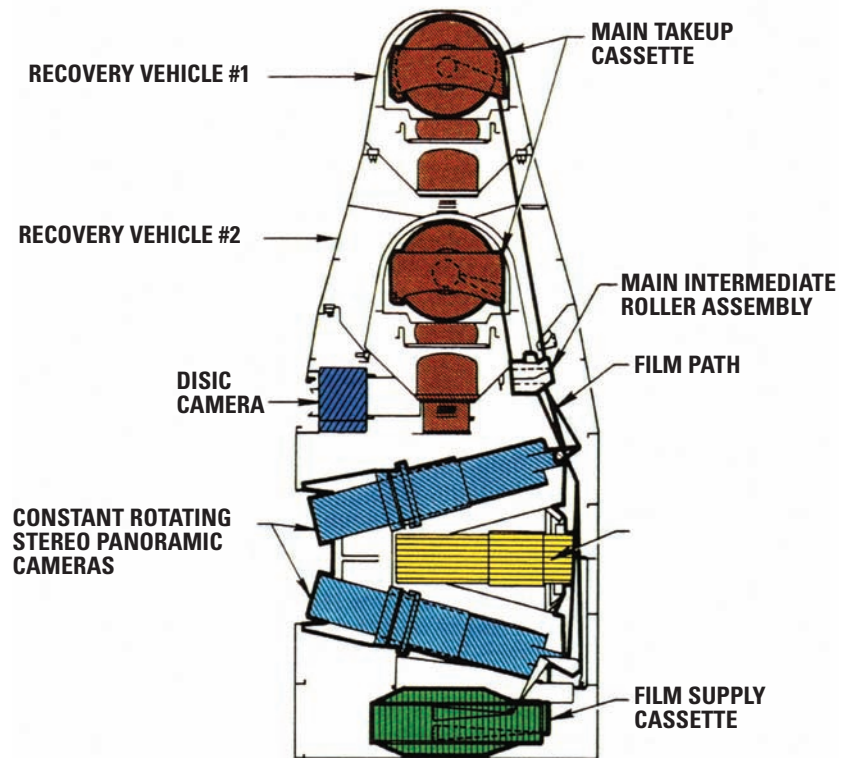 MAIN TAKEUP
CASSETTE
RECOVERY VEHICLE #1
RECOVERY VEHICLE #2
MAIN INTERMEDIATE
ROLLER ASSEMBLY
FILM PATH
DISIC
CAMERA
CONSTANT ROTATING
STEREO PANORAMIC
CAMERAS
FILM SUPPLY
CASSETTE